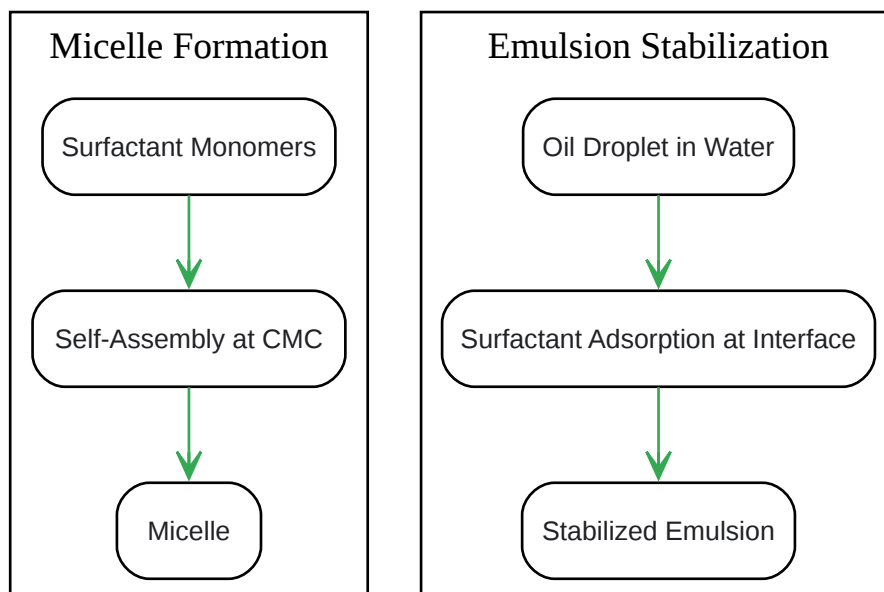 Micelle Formation
Surfactant Monomers
Self-Assembly at CMC
Micelle
Emulsion Stabilization
Oil Droplet in Water
Surfactant Adsorption at Interface
Stabilized Emulsion